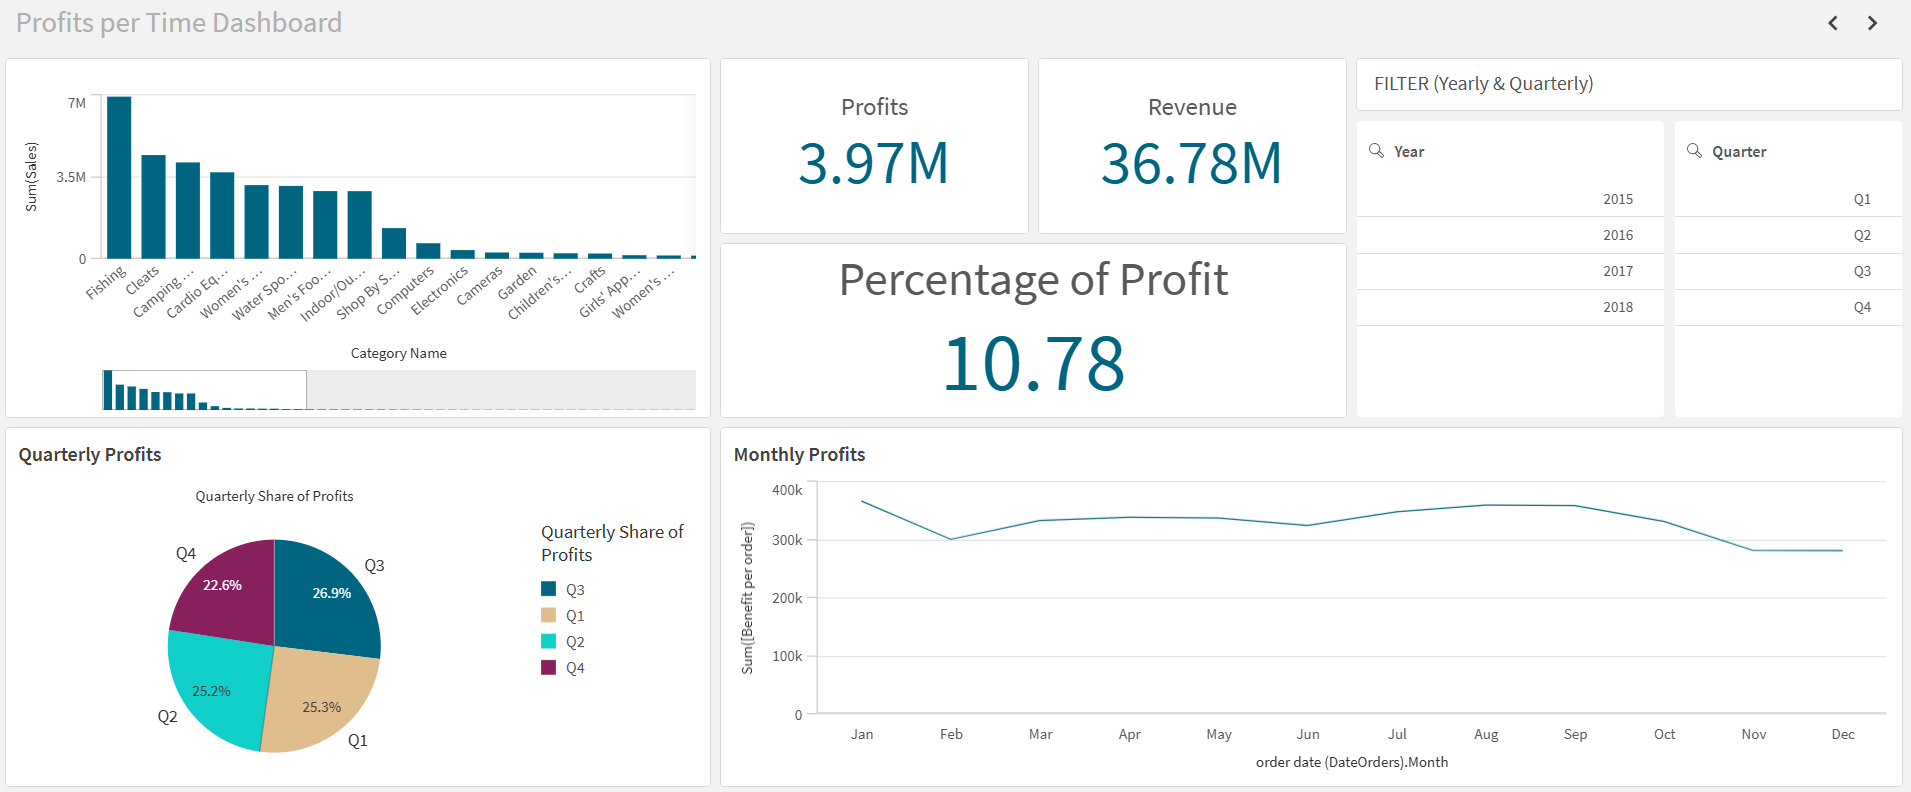 Profits per Time Dashboard
7M
3.5M
0
Sum(Sales)
Fishing
Cleats
Camping ...
Cardio Eq...
Women's ...
Water Spo...
Men's Foo...
Indoor/Ou...
Shop By S...
Computers
Electronics
Cameras
Garden
Children's...
Crafts
Girls' App...
Women's ...
Category Name
Profits
3.97M
Revenue
36.78M
Percentage of Profit
10.78
FILTER (Yearly & Quarterly)
Year
2015
2016
2017
2018
Quarter
Q1
Q2
Q3
Q4
Quarterly Profits
Quarterly Share of Profits
Q4
22.6%
Q3
26.9%
25.2%
Q2
25.3%
Q1
Quarterly Share of
Profits
Q3
Q1
Q2
Q4
Monthly Profits
400k
300k
200k
100k
0
Sum([Benefit per order])
Jan
Feb
Mar
Apr
May
Jun
Jul
Aug
Sep
Oct
Nov
Dec
order date (DateOrders).Month